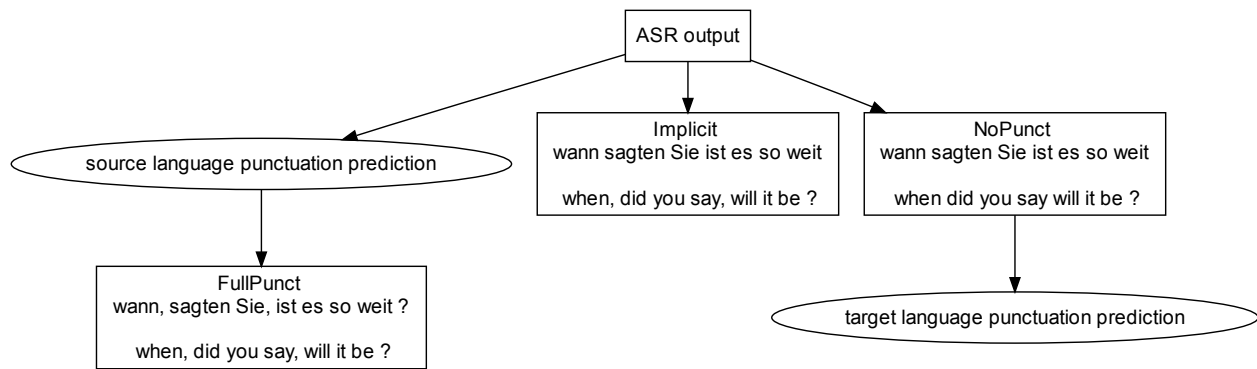 ASR output
source language punctuation prediction
Implicit
wann sagten Sie ist es so weit
when, did you say, will it be ?
NoPunct
wann sagten Sie ist es so weit
when did you say will it be ?
FullPunct
wann, sagten Sie, ist es so weit ?
when, did you say, will it be ?
target language punctuation prediction